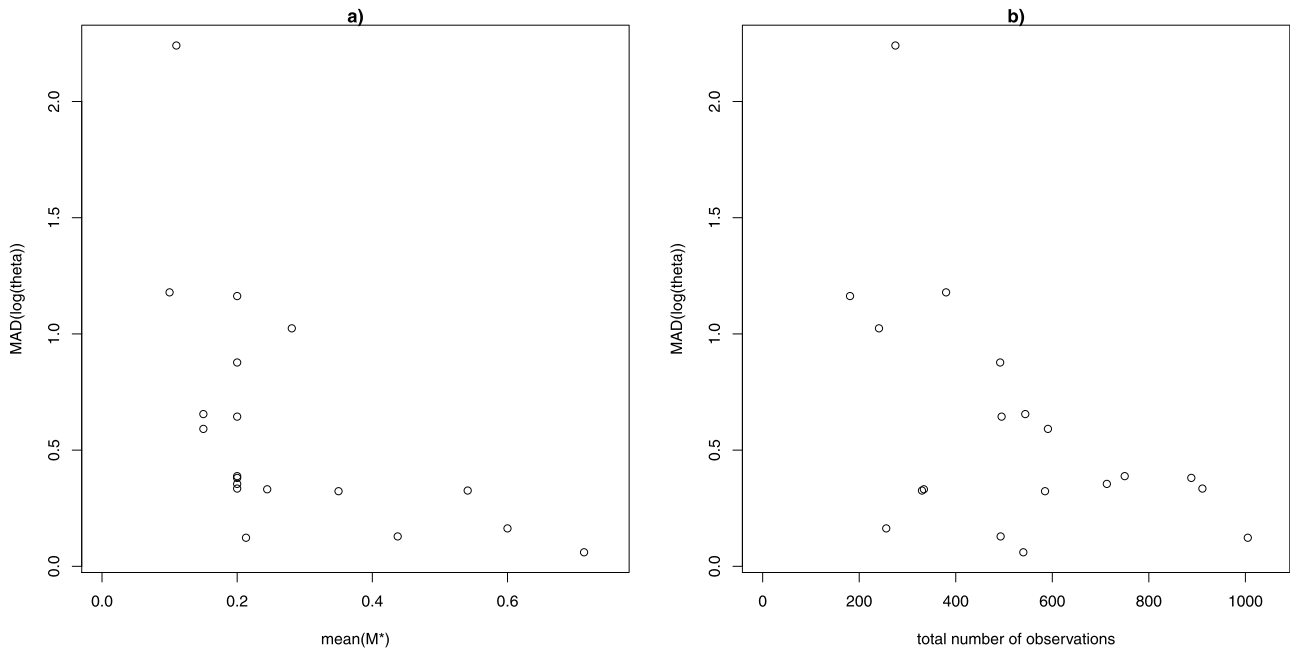 a)
MAD(log(theta))
2.0
1.5
1.0
0.5
0.0
0.0 0.2 0.4 0.6
mean(M*)
b)
MAD(log(theta))
2.0
1.5
1.0
0.5
0.0
0 200 400 600 800 1000
total number of observations